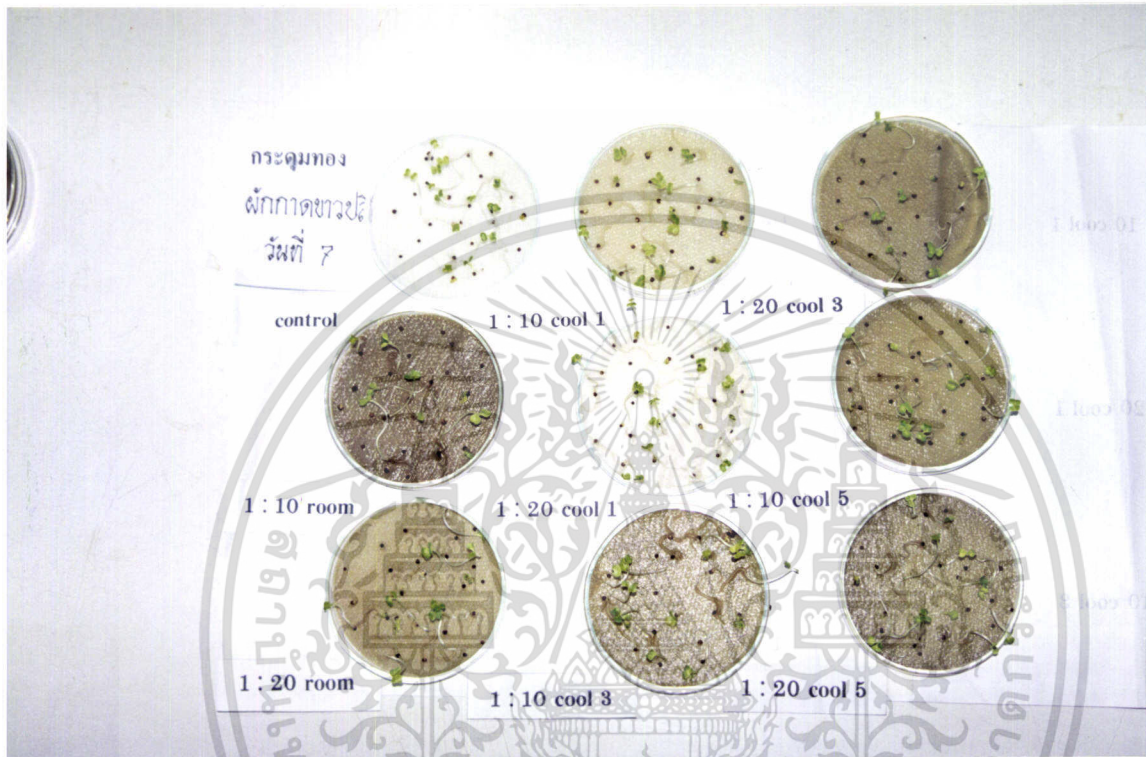 กระดุมทอง
ผักกาดขาวปลี
วันที่ 7
control
1 : 10 cool 1
1 : 20 cool 3
1 : 10 room
1 : 20 cool 1
1 : 10 cool 5
1 : 20 room
1 : 10 cool 3
1 : 20 cool 5